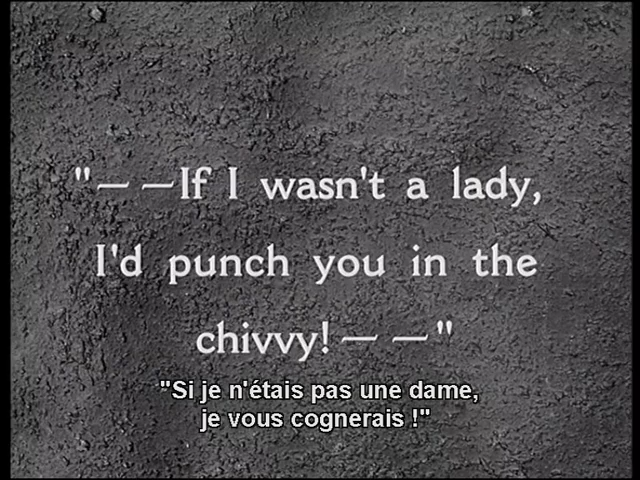 "— —If I wasn't a lady,
I'd punch you in the
chivvy! — —"
"Si je n'étais pas une dame,
je vous cognerais !"